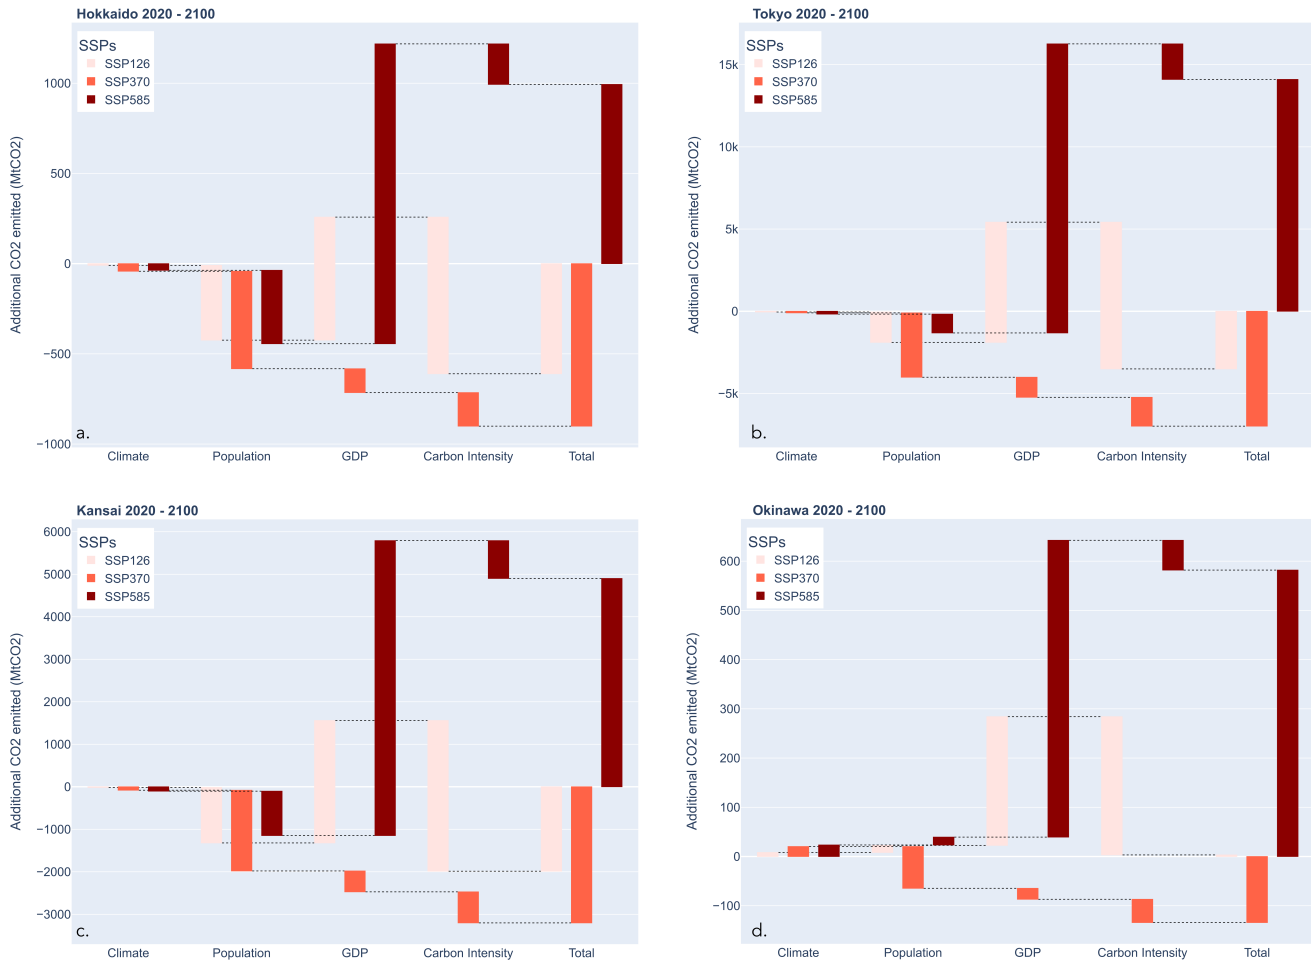 Hokkaido 2020 - 2100
SSPs
SSP126
SSP370
SSP585
Additional CO2 emitted (MtCO2)
1000
500
0
−500
−1000
a.
Climate Population GDP Carbon Intensity Total
Tokyo 2020 - 2100
SSPs
SSP126
SSP370
SSP585
Additional CO2 emitted (MtCO2)
15k
10k
5k
0
−5k
b.
Climate Population GDP Carbon Intensity Total
Kansai 2020 - 2100
SSPs
SSP126
SSP370
SSP585
Additional CO2 emitted (MtCO2)
6000
5000
4000
3000
2000
1000
0
−1000
−2000
−3000
c.
Climate Population GDP Carbon Intensity Total
Okinawa 2020 - 2100
SSPs
SSP126
SSP370
SSP585
Additional CO2 emitted (MtCO2)
600
500
400
300
200
100
0
−100
d.
Climate Population GDP Carbon Intensity Total